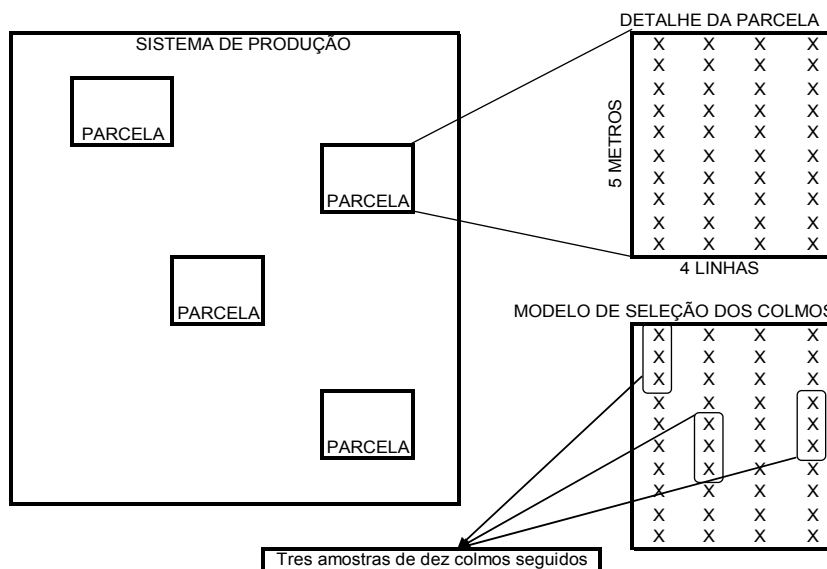 DETALHE DA PARCELA
SISTEMA DE PRODUÇÃO
PARCELA
PARCELA
PARCELA
PARCELA
X X X X
X X X X
X X X X
X X X X
X X X X
X X X X
X X X X
X X X X
X X X X
X X X X
5 METROS
4 LINHAS
MODELO DE SELEÇÃO DOS COLMOS
X X X X
X X X X
X X X X
X X X X
X X X X
X X X X
X X X X
X X X X
X X X X
X X X X
Tres amostras de dez colmos seguidos